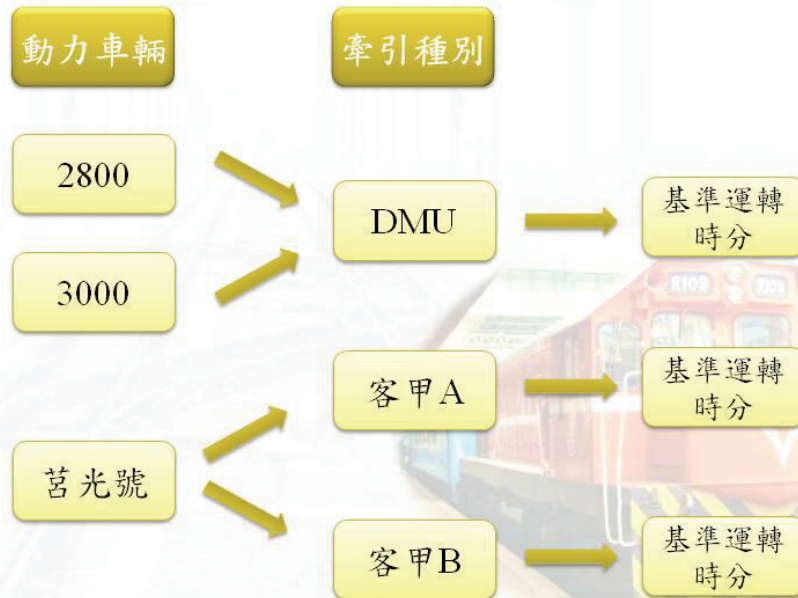 動力車輛
牽引種別
2800
3000
DMU
基準運轉
時分
客甲A
基準運轉
時分
莒光號
客甲B
基準運轉
時分
R109
R109